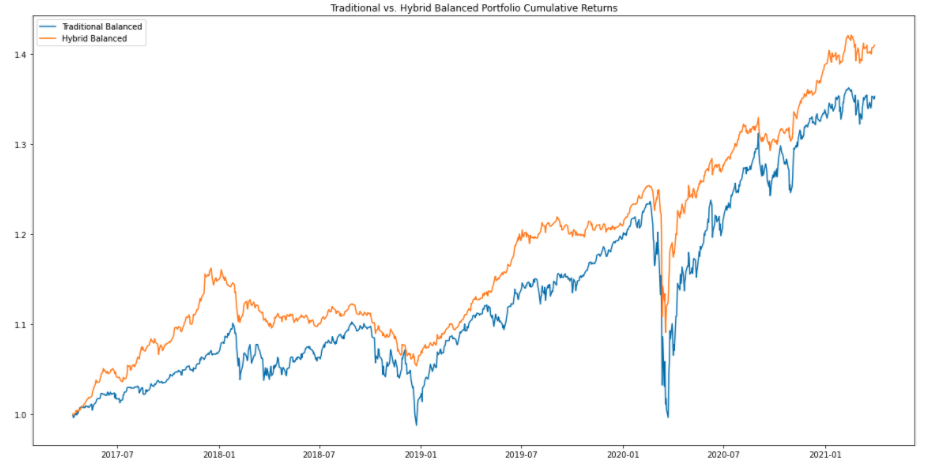 Traditional vs. Hybrid Balanced Portfolio Cumulative Returns
Traditional Balanced
Hybrid Balanced
1.4
1.3
1.2
1.1
1.0
2017-07 2018-01 2018-07 2019-01 2019-07 2020-01 2020-07 2021-01